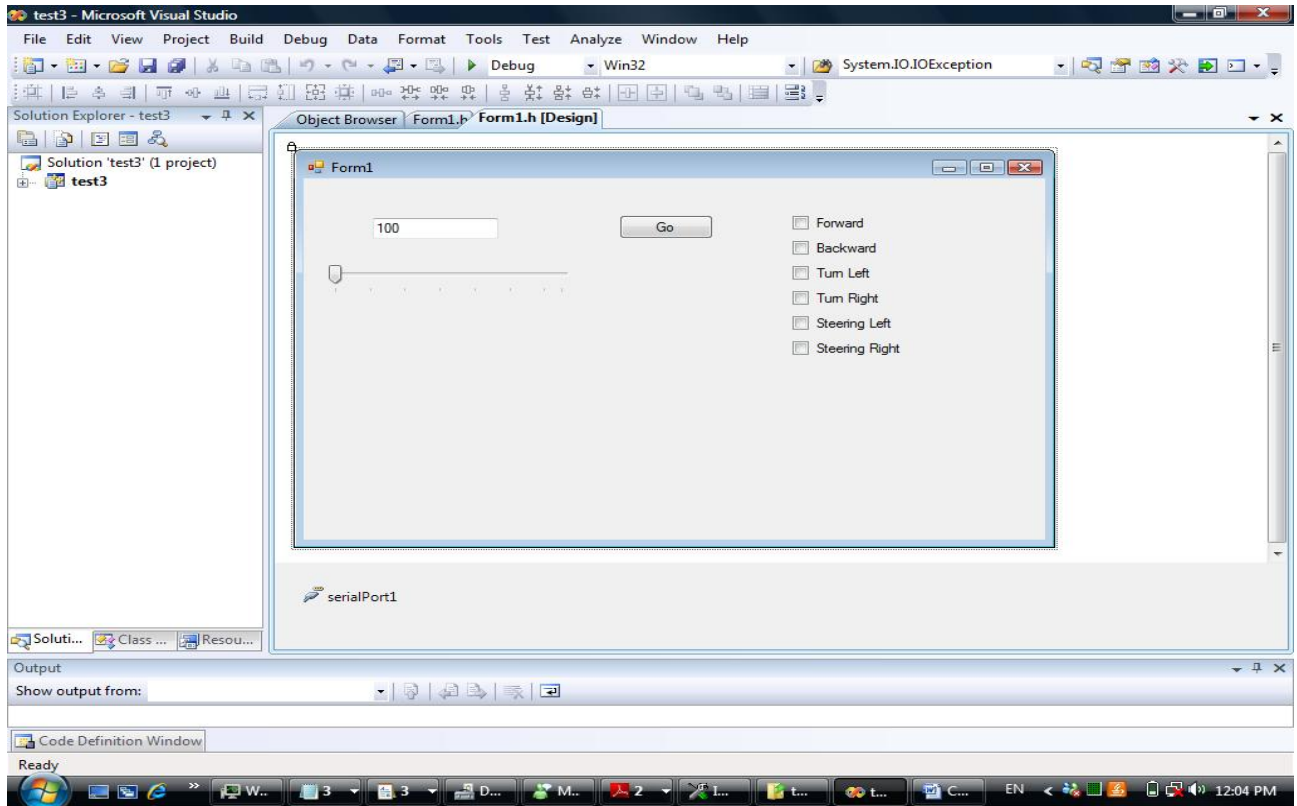 test3 - Microsoft Visual Studio
File Edit View Project Build Debug Data Format Tools Test Analyze Window Help
Debug Win32 System.IO.IOException
Solution Explorer - test3
Object Browser Form1.h Form1.h [Design]
Solution 'test3' (1 project)
test3
Form1
100
Go
Forward
Backward
Turn Left
Turn Right
Steering Left
Steering Right
serialPort1
Soluti... Class ... Resou...
Output
Show output from:
Code Definition Window
Ready
W... 3 3 D... M... 2 I... t... t... C... EN 12:04 PM